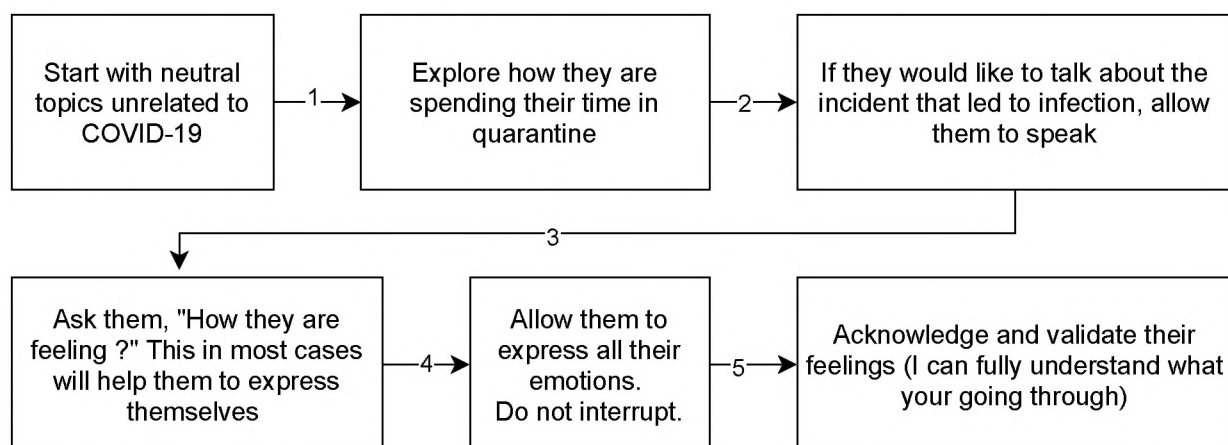 Start with neutral
topics unrelated to
COVID-19
1
Explore how they are
spending their time in
quarantine
2
If they would like to talk about the
incident that led to infection, allow
them to speak
3
Ask them, "How they are
feeling ?" This in most cases
will help them to express
themselves
4
Allow them to
express all their
emotions.
Do not interrupt.
5
Acknowledge and validate their
feelings (I can fully understand what
your going through)